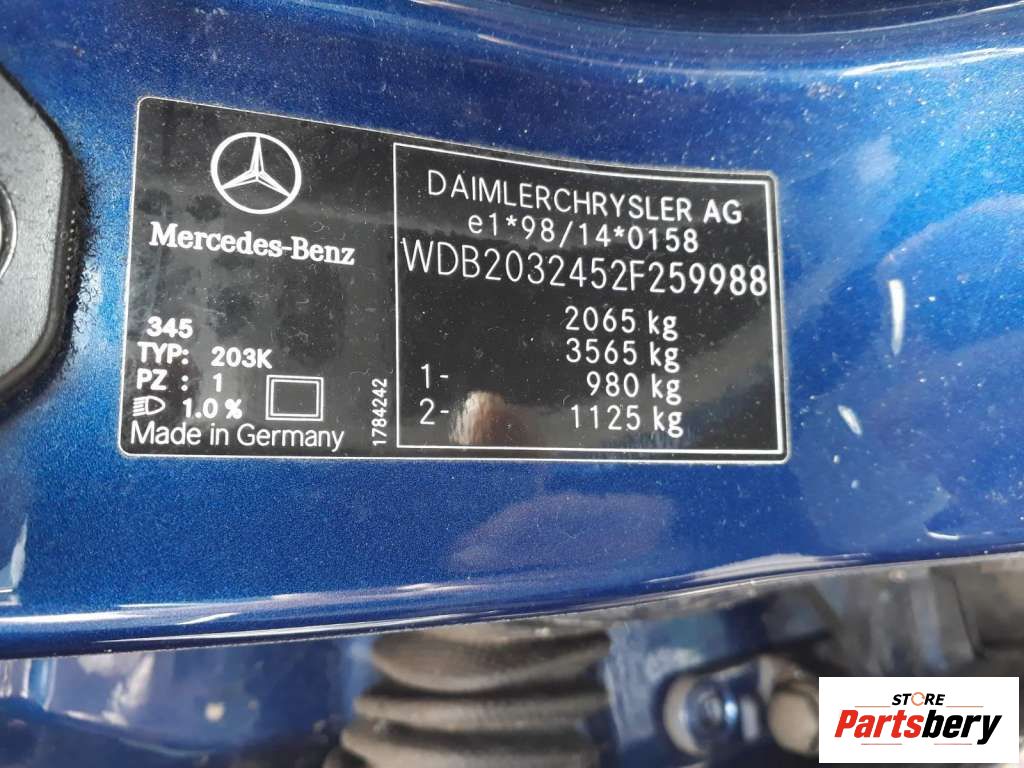 Mercedes-Benz
345
TYP: 203K
PZ : 1
1.0 %
Made in Germany
1784242
DAIMLERCHRYSLER AG
e1*98/14*0158
WDB2032452F259988
2065 kg
3565 kg
1- 980 kg
2- 1125 kg
STORE
Partsbery